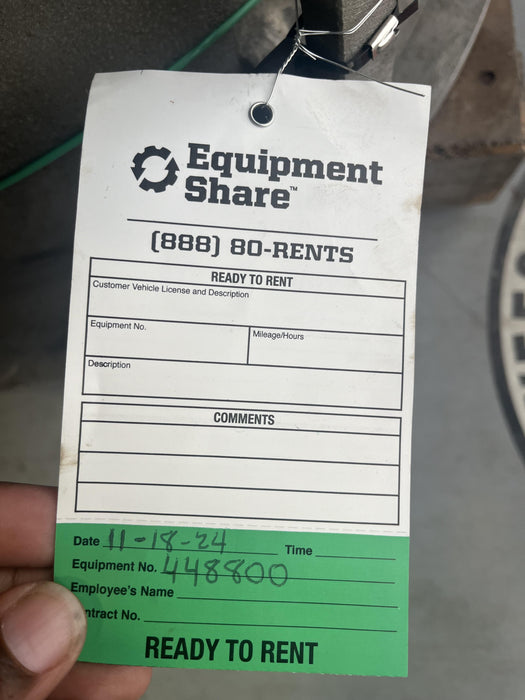 Equipment
Share™
(888) 80-RENTS
READY TO RENT
Customer Vehicle License and Description
Equipment No.
Mileage/Hours
Description
COMMENTS
Date 11-18-24 Time
Equipment No. 448800
Employee's Name
ntract No.
READY TO RENT